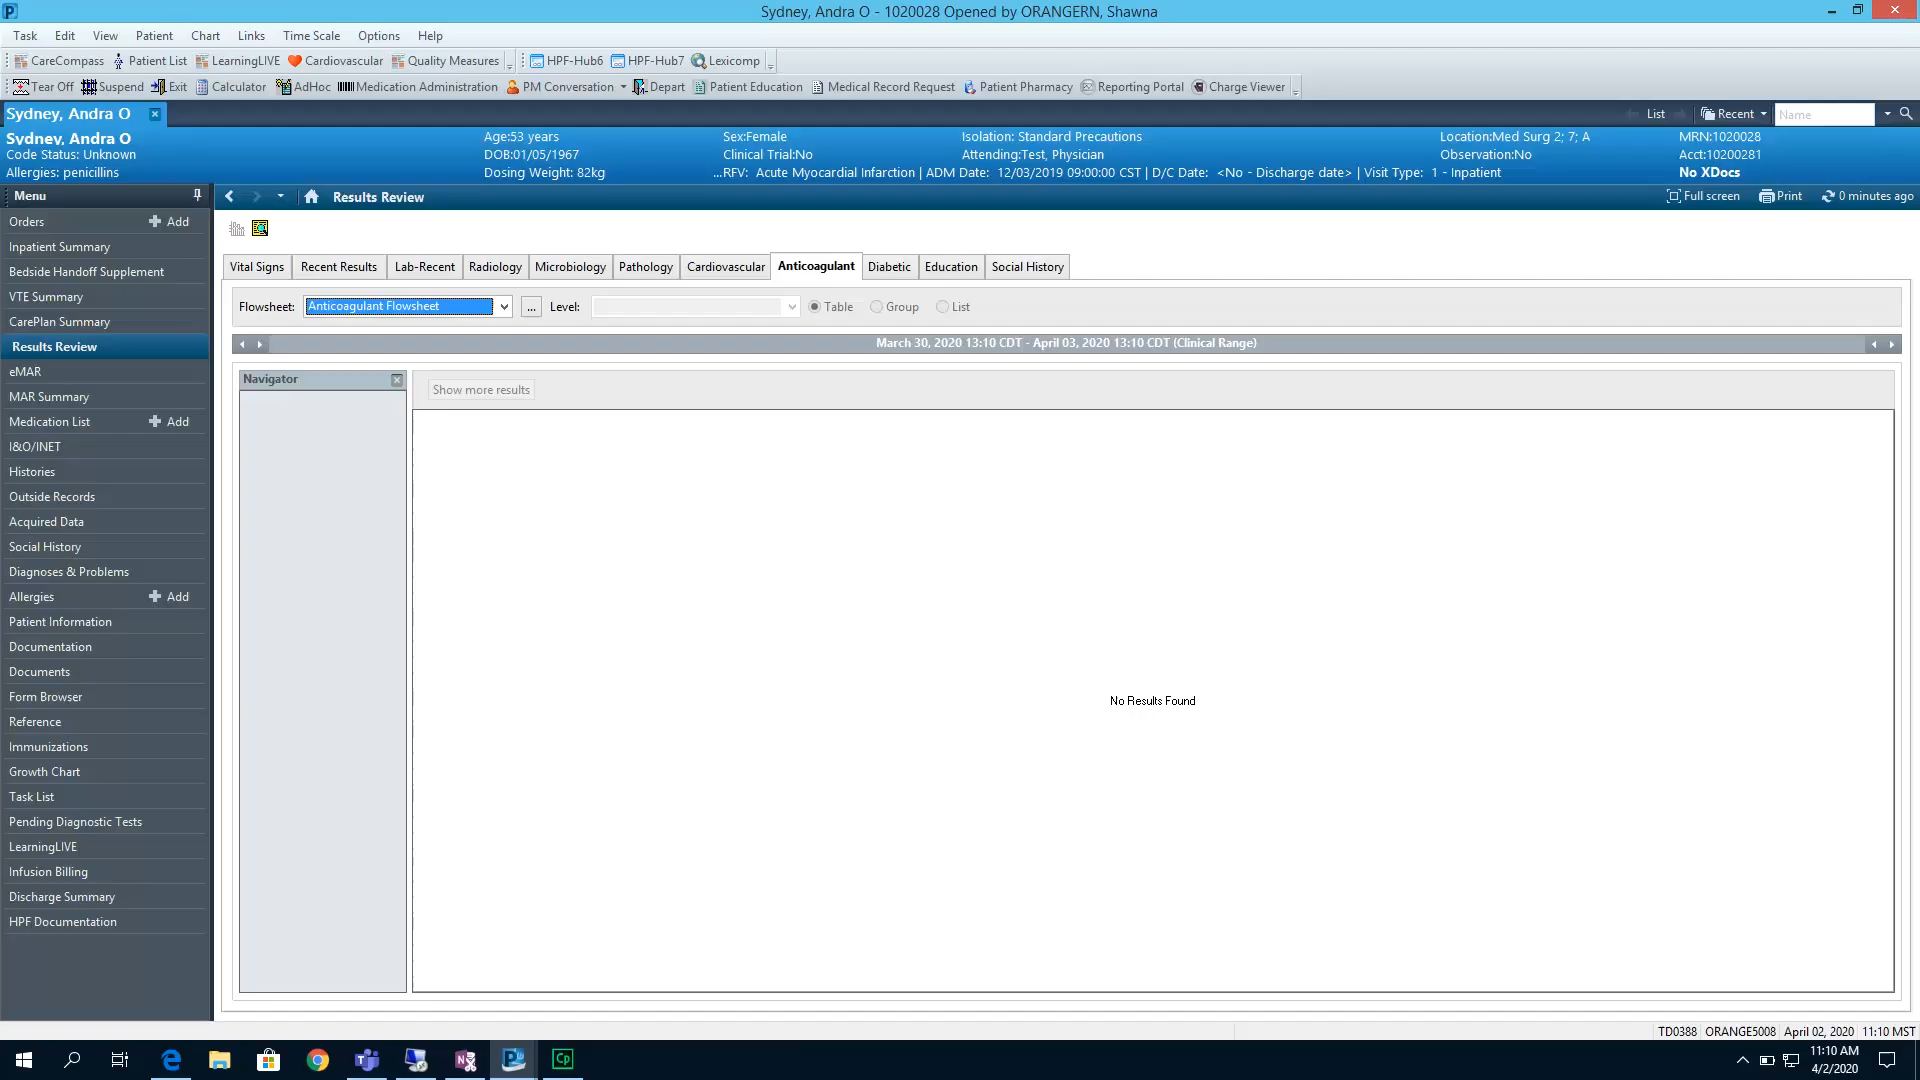 Sydney, Andra O - 1020028 Opened by ORANGERN, Shawna
Task Edit View Patient Chart Links Time Scale Options Help
CareCompass Patient List LearningLIVE Cardiovascular Quality Measures HPF-Hub6 HPF-Hub7 Lexicomp
Tear Off Suspend Exit Calculator AdHoc Medication Administration PM Conversation Depart Patient Education Medical Record Request Patient Pharmacy Reporting Portal Charge Viewer
Sydney, Andra O List Recent Name
Sydney, Andra O Age:53 years Sex:Female Isolation: Standard Precautions Location:Med Surg 2; 7; A MRN:1020028
Code Status: Unknown DOB:01/05/1967 Clinical Trial:No Attending:Test, Physician Observation:No Acct:10200281
Allergies: penicillins Dosing Weight: 82kg ...RFV: Acute Myocardial Infarction | ADM Date: 12/03/2019 09:00:00 CST | D/C Date: <No - Discharge date> | Visit Type: 1 - Inpatient No XDocs
Menu Results Review Full screen Print 0 minutes ago
Orders Add
Inpatient Summary
Bedside Handoff Supplement
VTE Summary
CarePlan Summary
Results Review
eMAR
MAR Summary
Medication List Add
I&O/INET
Histories
Outside Records
Acquired Data
Social History
Diagnoses & Problems
Allergies Add
Patient Information
Documentation
Documents
Form Browser
Reference
Immunizations
Growth Chart
Task List
Pending Diagnostic Tests
LearningLIVE
Infusion Billing
Discharge Summary
HPF Documentation
Vital Signs Recent Results Lab-Recent Radiology Microbiology Pathology Cardiovascular Anticoagulant Diabetic Education Social History
Flowsheet: Anticoagulant Flowsheet ... Level: Table Group List
March 30, 2020 13:10 CDT - April 03, 2020 13:10 CDT (Clinical Range)
Navigator
Show more results
No Results Found
TD0388 ORANGE5008 April 02, 2020 11:10 MST
Cp
11:10 AM
4/2/2020